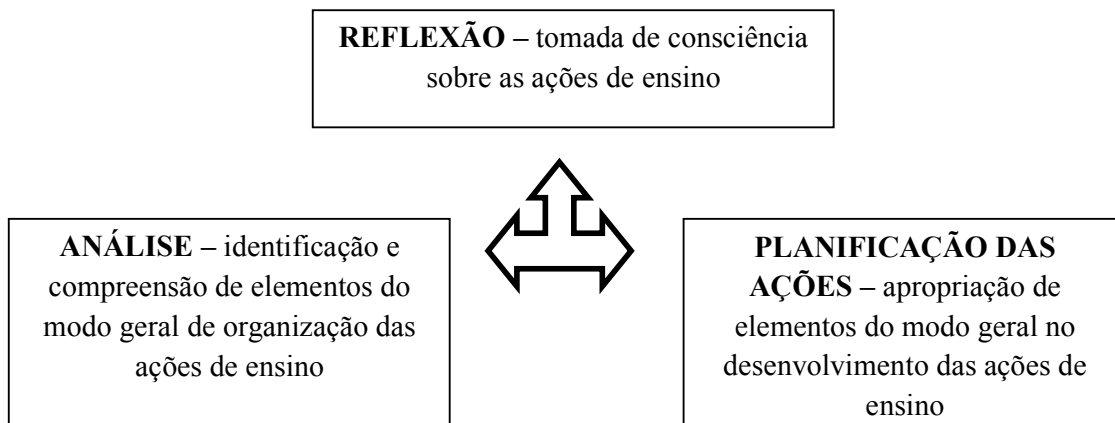 REFLEXÃO – tomada de consciência
sobre as ações de ensino
ANÁLISE – identificação e
compreensão de elementos do
modo geral de organização das
ações de ensino
PLANIFICAÇÃO DAS
AÇÕES – apropriação de
elementos do modo geral no
desenvolvimento das ações de
ensino